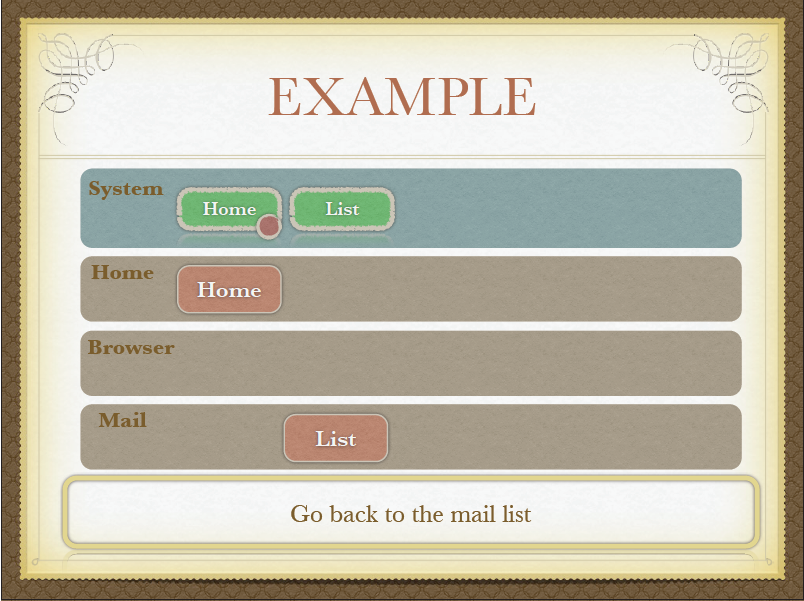 EXAMPLE
System
Home List
Home
Home
Browser
Mail
List
Go back to the mail list